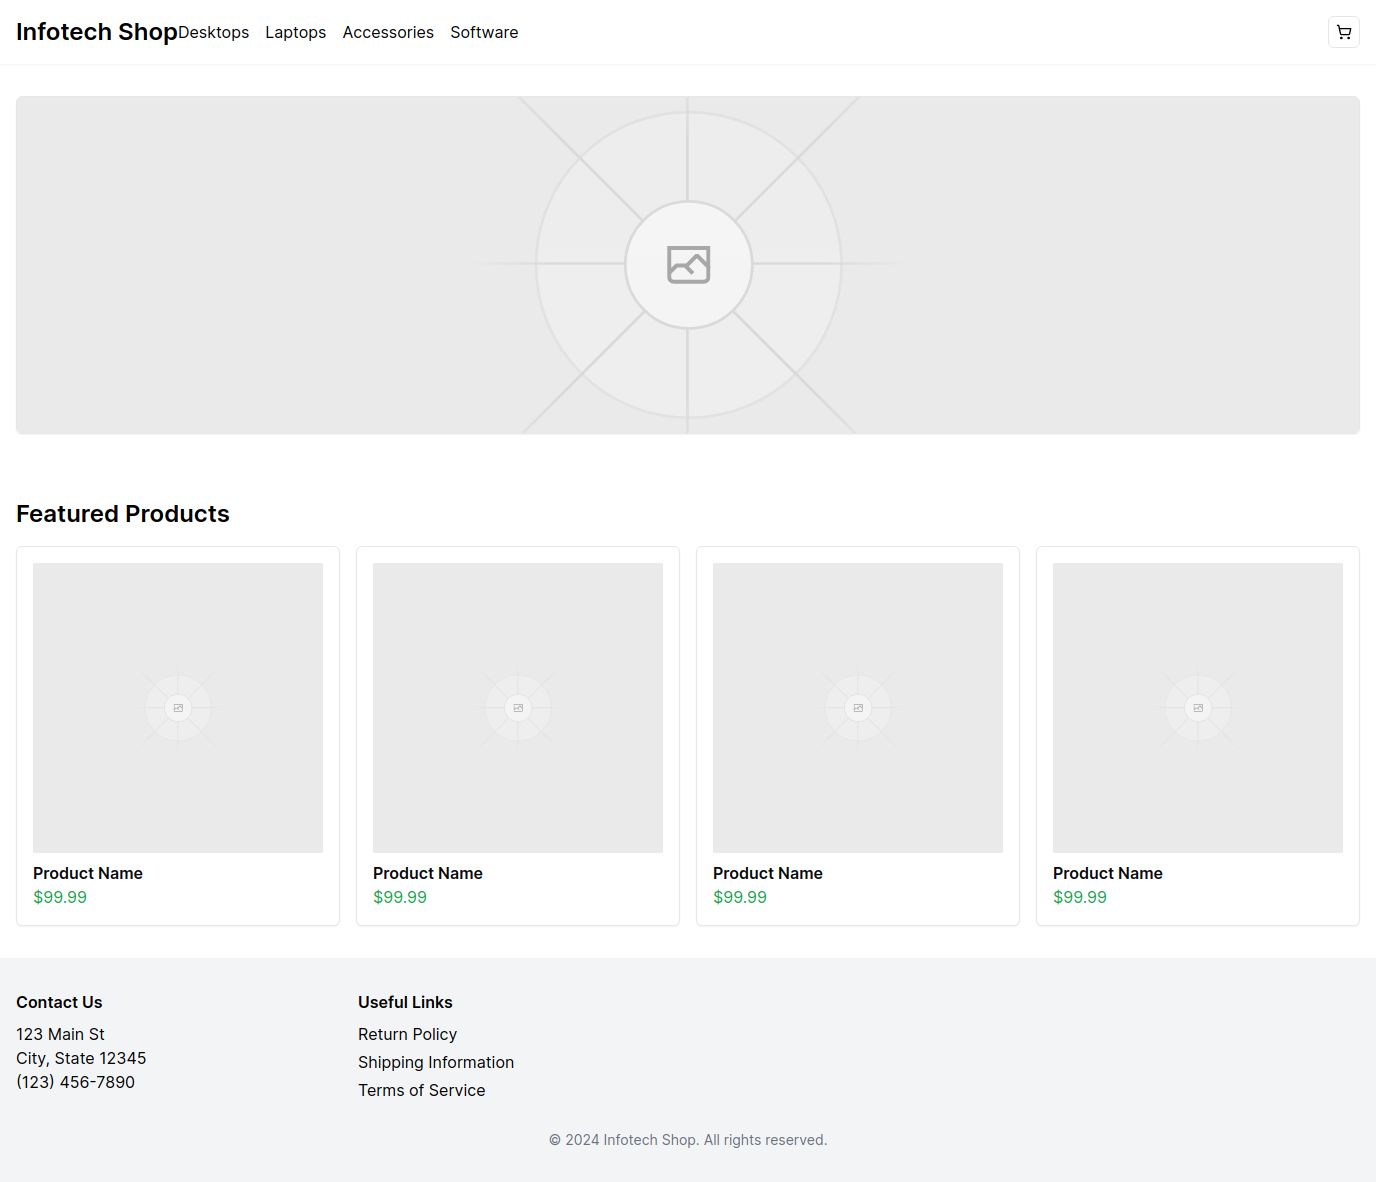 Infotech Shop Desktops Laptops Accessories Software
Featured Products
Product Name Product Name Product Name Product Name
$99.99 $99.99 $99.99 $99.99
Contact Us
123 Main St
City, State 12345
(123) 456-7890
Useful Links
Return Policy
Shipping Information
Terms of Service
© 2024 Infotech Shop. All rights reserved.